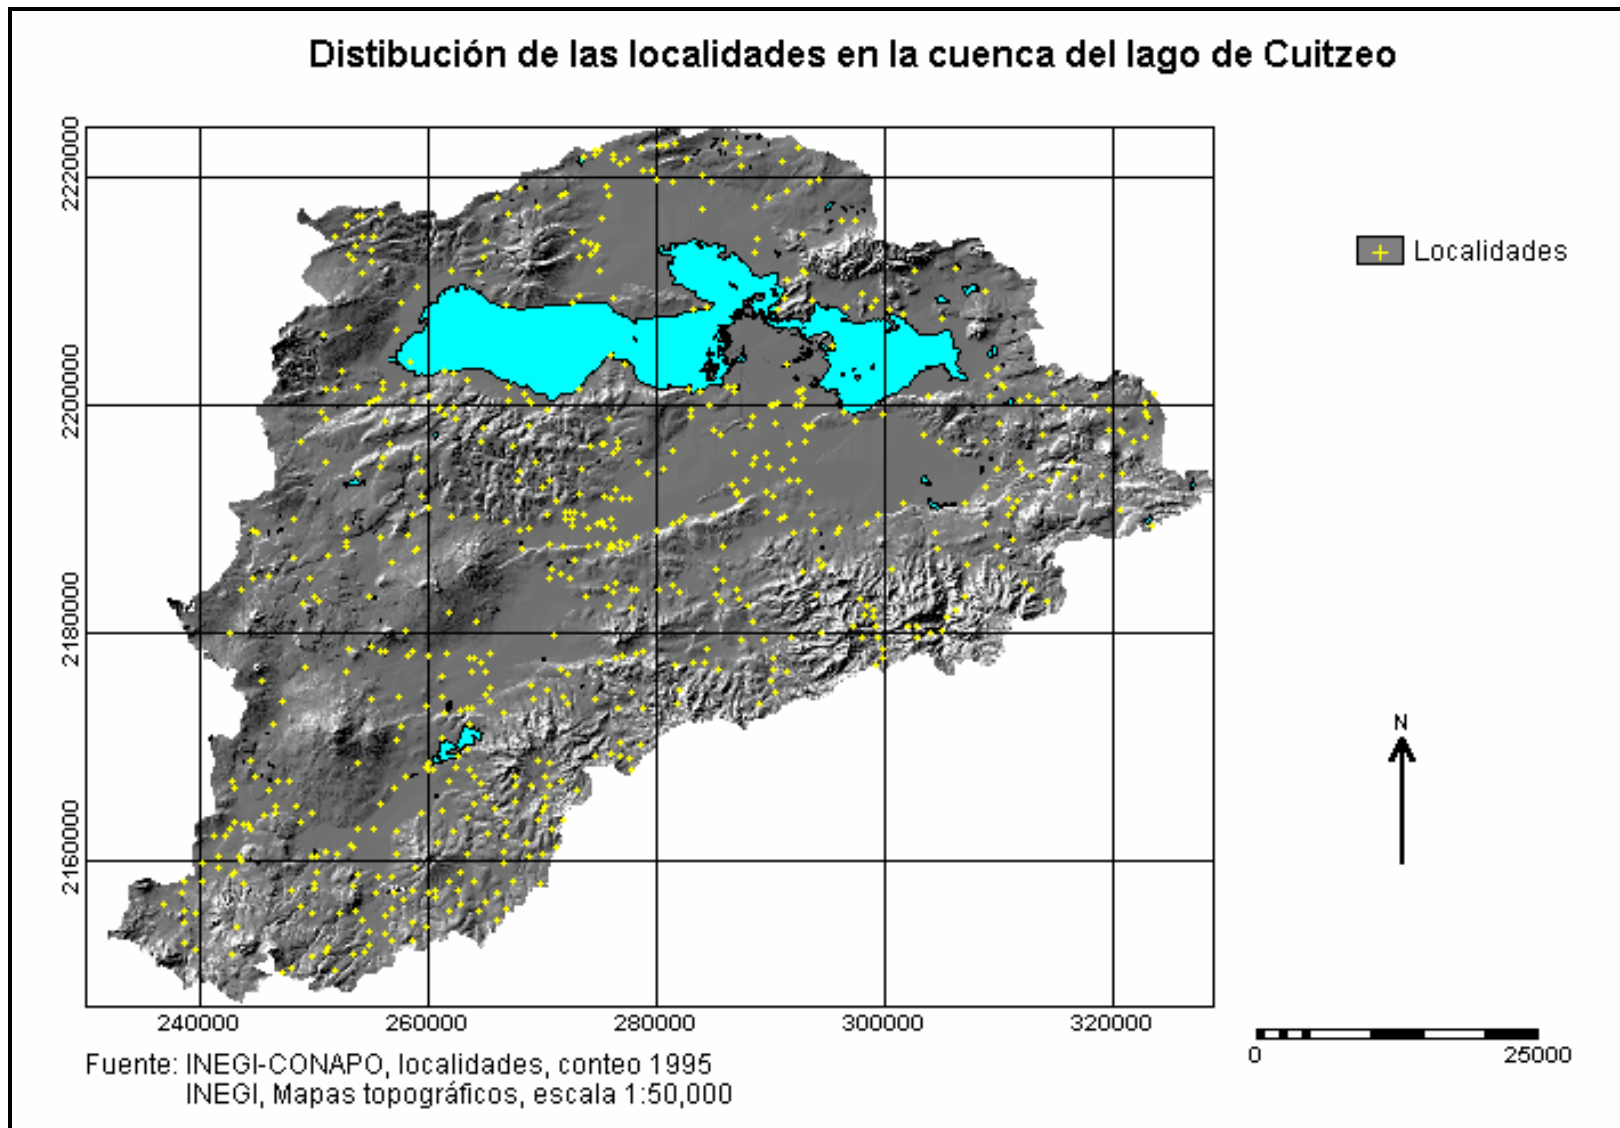 Distibución de las localidades en la cuenca del lago de Cuitzeo
2220000
2200000
2180000
2160000
240000
260000
280000
300000
320000
Localidades
N
0
25000
Fuente: INEGI-CONAPO, localidades, conteo 1995
INEGI, Mapas topográficos, escala 1:50,000